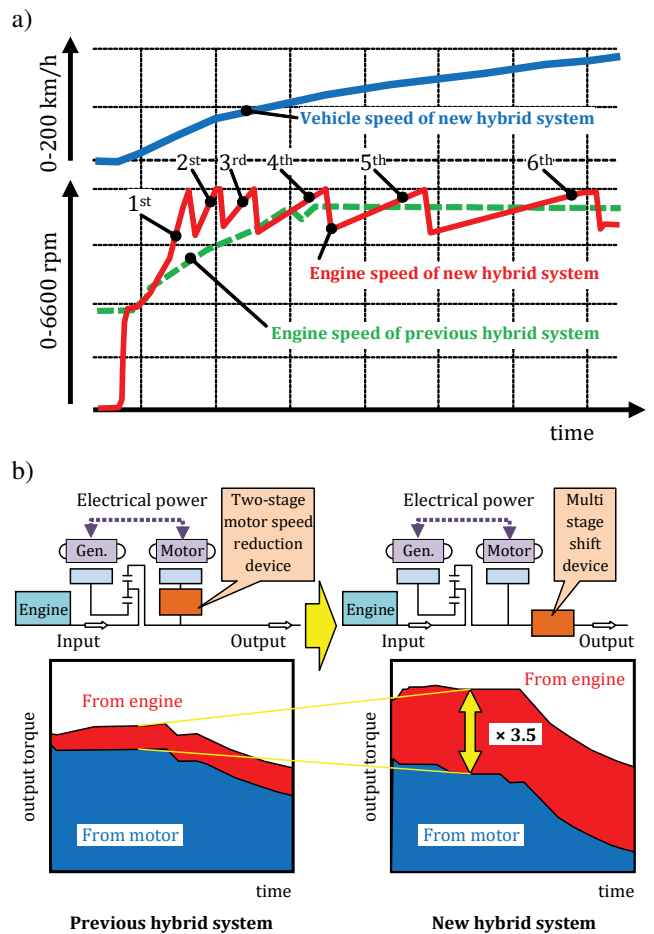 a)
0-200 km/h
Vehicle speed of new hybrid system
1st
2st
3rd
4th
5th
6th
0-6600 rpm
Engine speed of new hybrid system
Engine speed of previous hybrid system
time
b)
Electrical power
Two-stage
motor speed
reduction
device
Gen.
Motor
Engine
Input
Output
Electrical power
Multi
stage
shift
device
Gen.
Motor
Engine
Input
Output
From engine
From motor
output torque
time
Previous hybrid system
From engine
× 3.5
From motor
output torque
time
New hybrid system